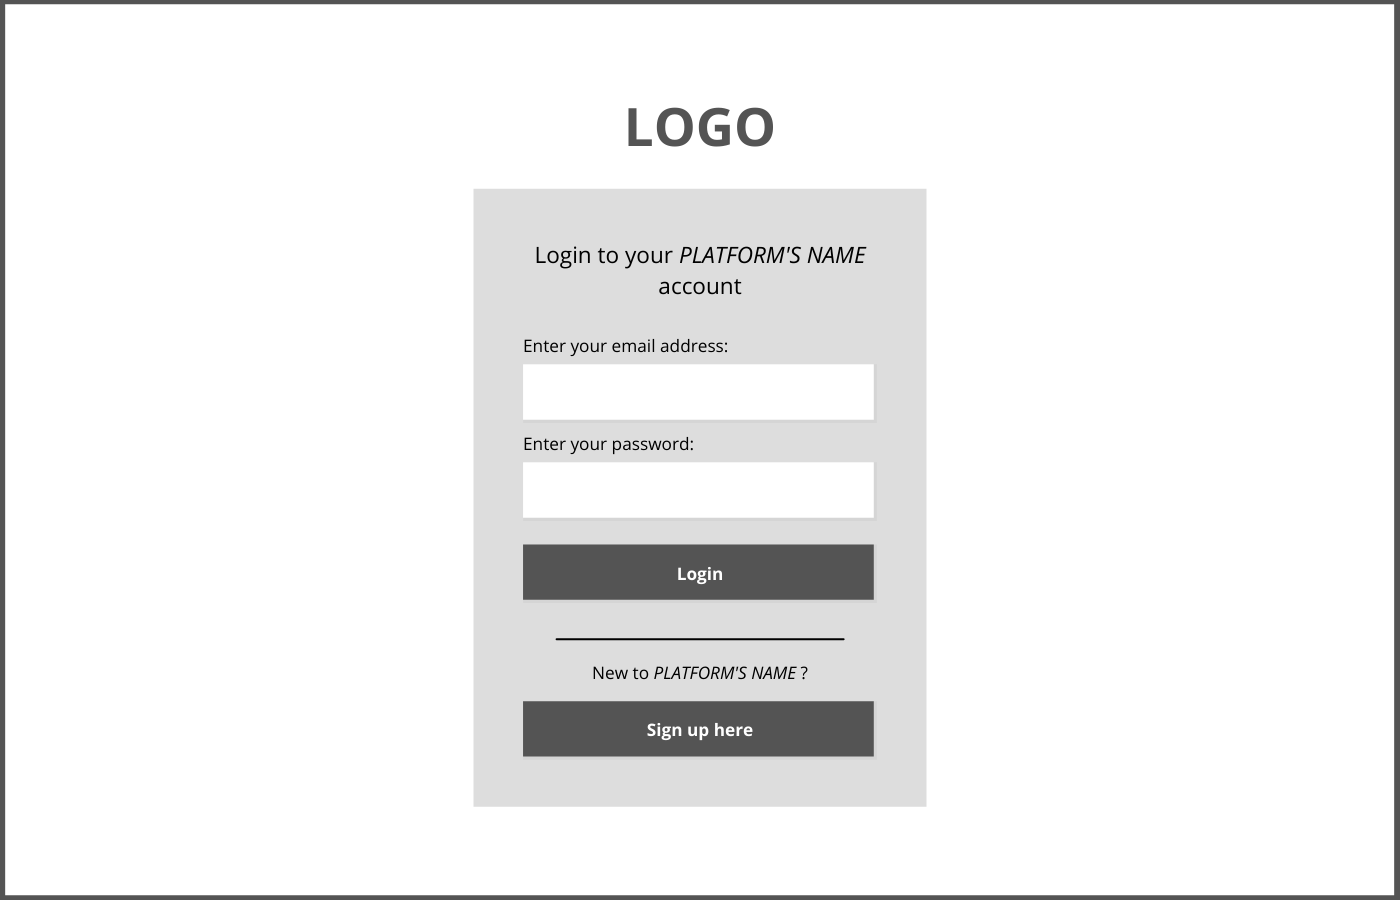 LOGO
Login to your PLATFORM'S NAME
account
Enter your email address:
Enter your password:
Login
New to PLATFORM'S NAME ?
Sign up here